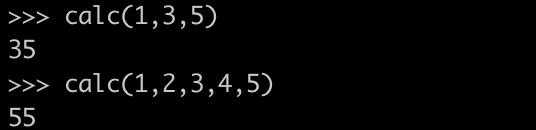 >>> calc(1,3,5)
35
>>> calc(1,2,3,4,5)
55